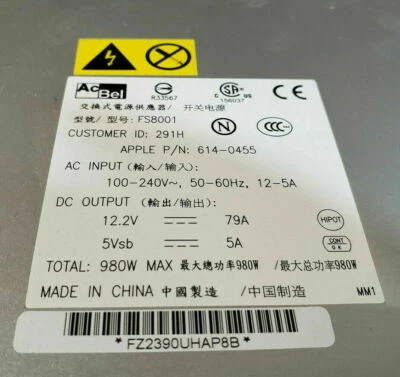 AcBel
R33567
C SA US
156037
交換式電源供應器/ 开关电源
型號/ 型号: FS8001
CUSTOMER ID: 291H
N
CCC
APPLE P/N: 614-0455
AC INPUT (輸入/输入):
100-240V~, 50-60Hz, 12-5A
DC OUTPUT (輸出/输出):
12.2V 79A
HIPOT
5Vsb 5A
CONT
O K
TOTAL: 980W MAX 最大總功率980W /最大总功率980W
MADE IN CHINA 中國製造 /中国制造
MM1
*FZ2390UHAP8B*